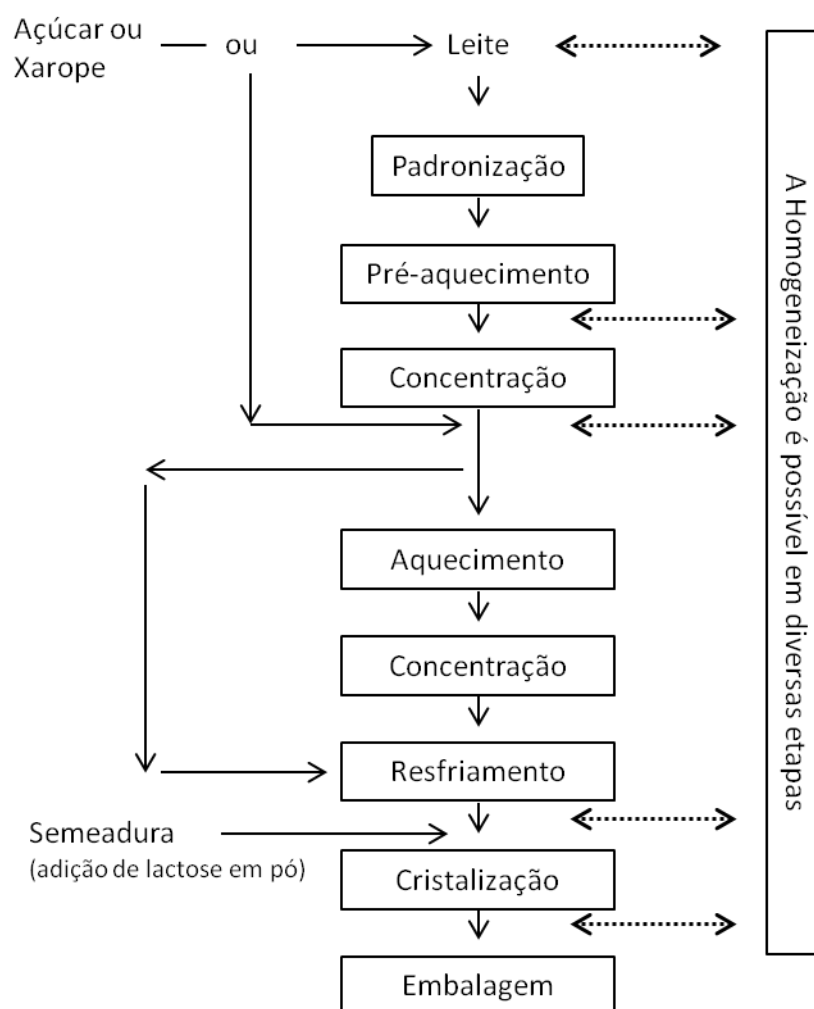 Açúcar ou
Xarope
ou
Leite
Padronização
Pré-aquecimento
Concentração
Aquecimento
Concentração
Resfriamento
Semeadura
(adição de lactose em pó)
Cristalização
Embalagem
A Homogeneização é possível em diversas etapas